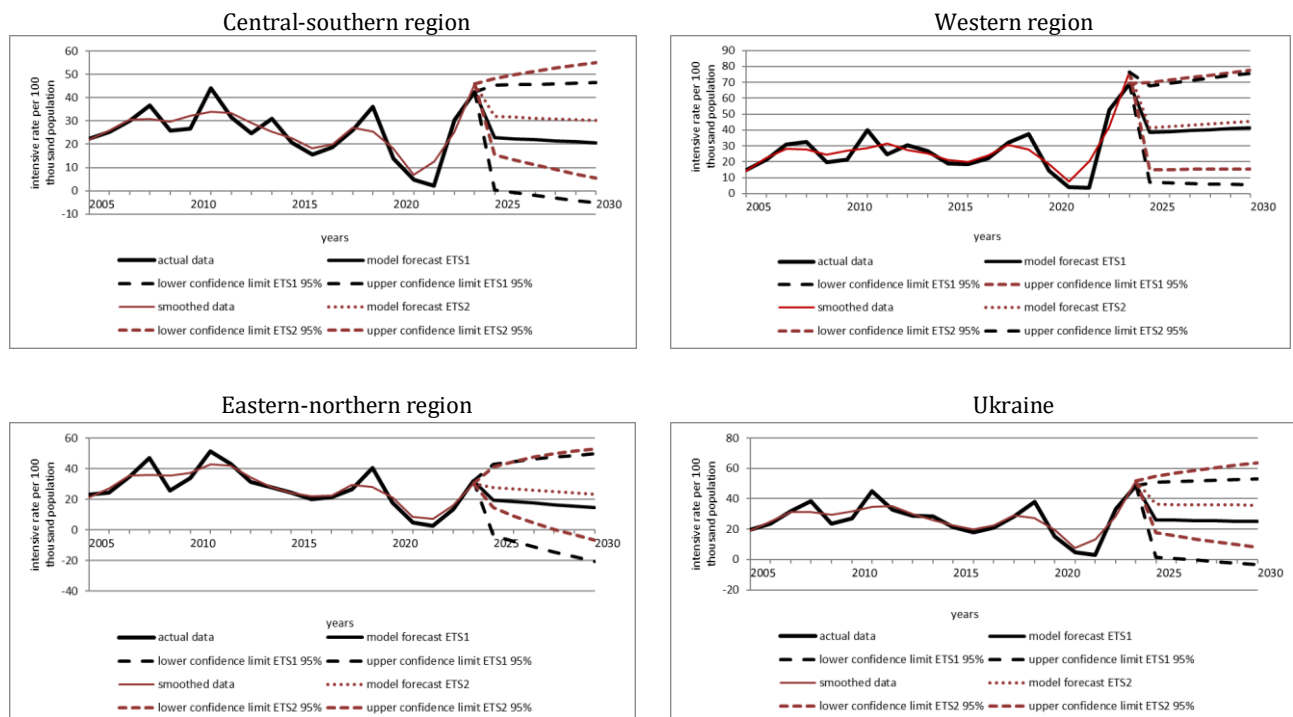 Central-southern region
intensive rate per 100
thousand population
60
50
40
30
20
10
0
-10
2005
2010
2015
2020
2025
2030
years
actual data
model forecast ETS1
lower confidence limit ETS1 95%
upper confidence limit ETS1 95%
smoothed data
model forecast ETS2
lower confidence limit ETS2 95%
upper confidence limit ETS2 95%
Western region
intensive rate per 100
thousand population
90
80
70
60
50
40
30
20
10
0
2005
2010
2015
2020
2025
2030
years
actual data
model forecast ETS1
lower confidence limit ETS1 95%
upper confidence limit ETS2 95%
smoothed data
model forecast ETS2
lower confidence limit ETS2 95%
upper confidence limit ETS1 95%
Eastern-northern region
intensive rate per 100
thousand population
60
40
20
0
-20
-40
2005
2010
2015
2020
2025
2030
years
actual data
model forecast ETS1
lower confidence limit ETS1 95%
upper confidence limit ETS1 95%
smoothed data
model forecast ETS2
lower confidence limit ETS2 95%
upper confidence limit ETS2 95%
Ukraine
intensive rate per 100
thousand population
80
60
40
20
0
-20
2005
2010
2015
2020
2025
2030
years
actual data
model forecast ETS1
lower confidence limit ETS1 95%
upper confidence limit ETS1 95%
smoothed data
model forecast ETS2
lower confidence limit ETS2 95%
upper confidence limit ETS2 95%